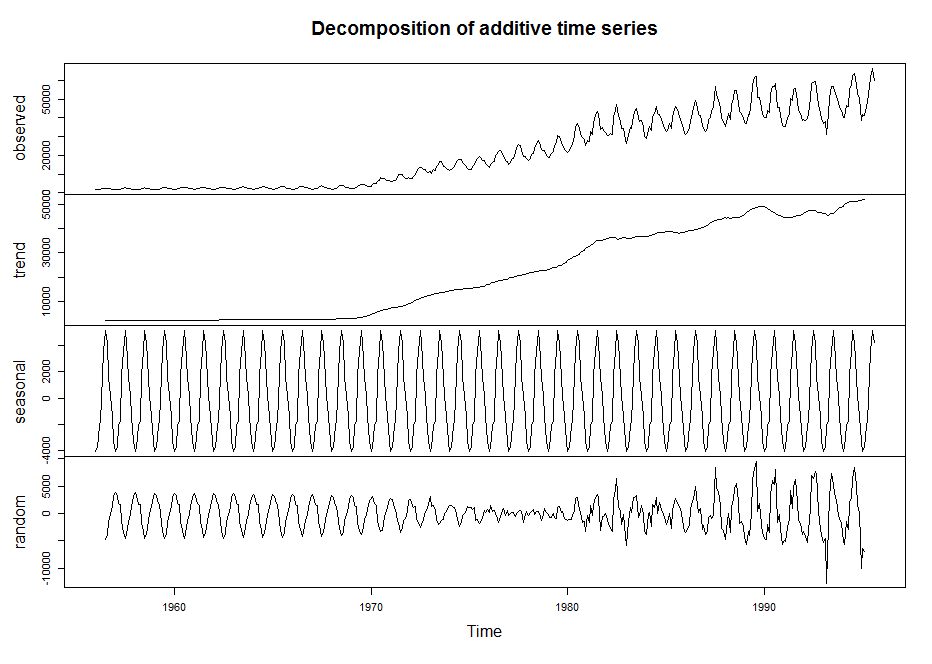 Decomposition of additive time series
observed
50000
20000
trend
50000
30000
10000
seasonal
2000
0
-4000
random
5000
0
-10000
1960 1970 1980 1990
Time